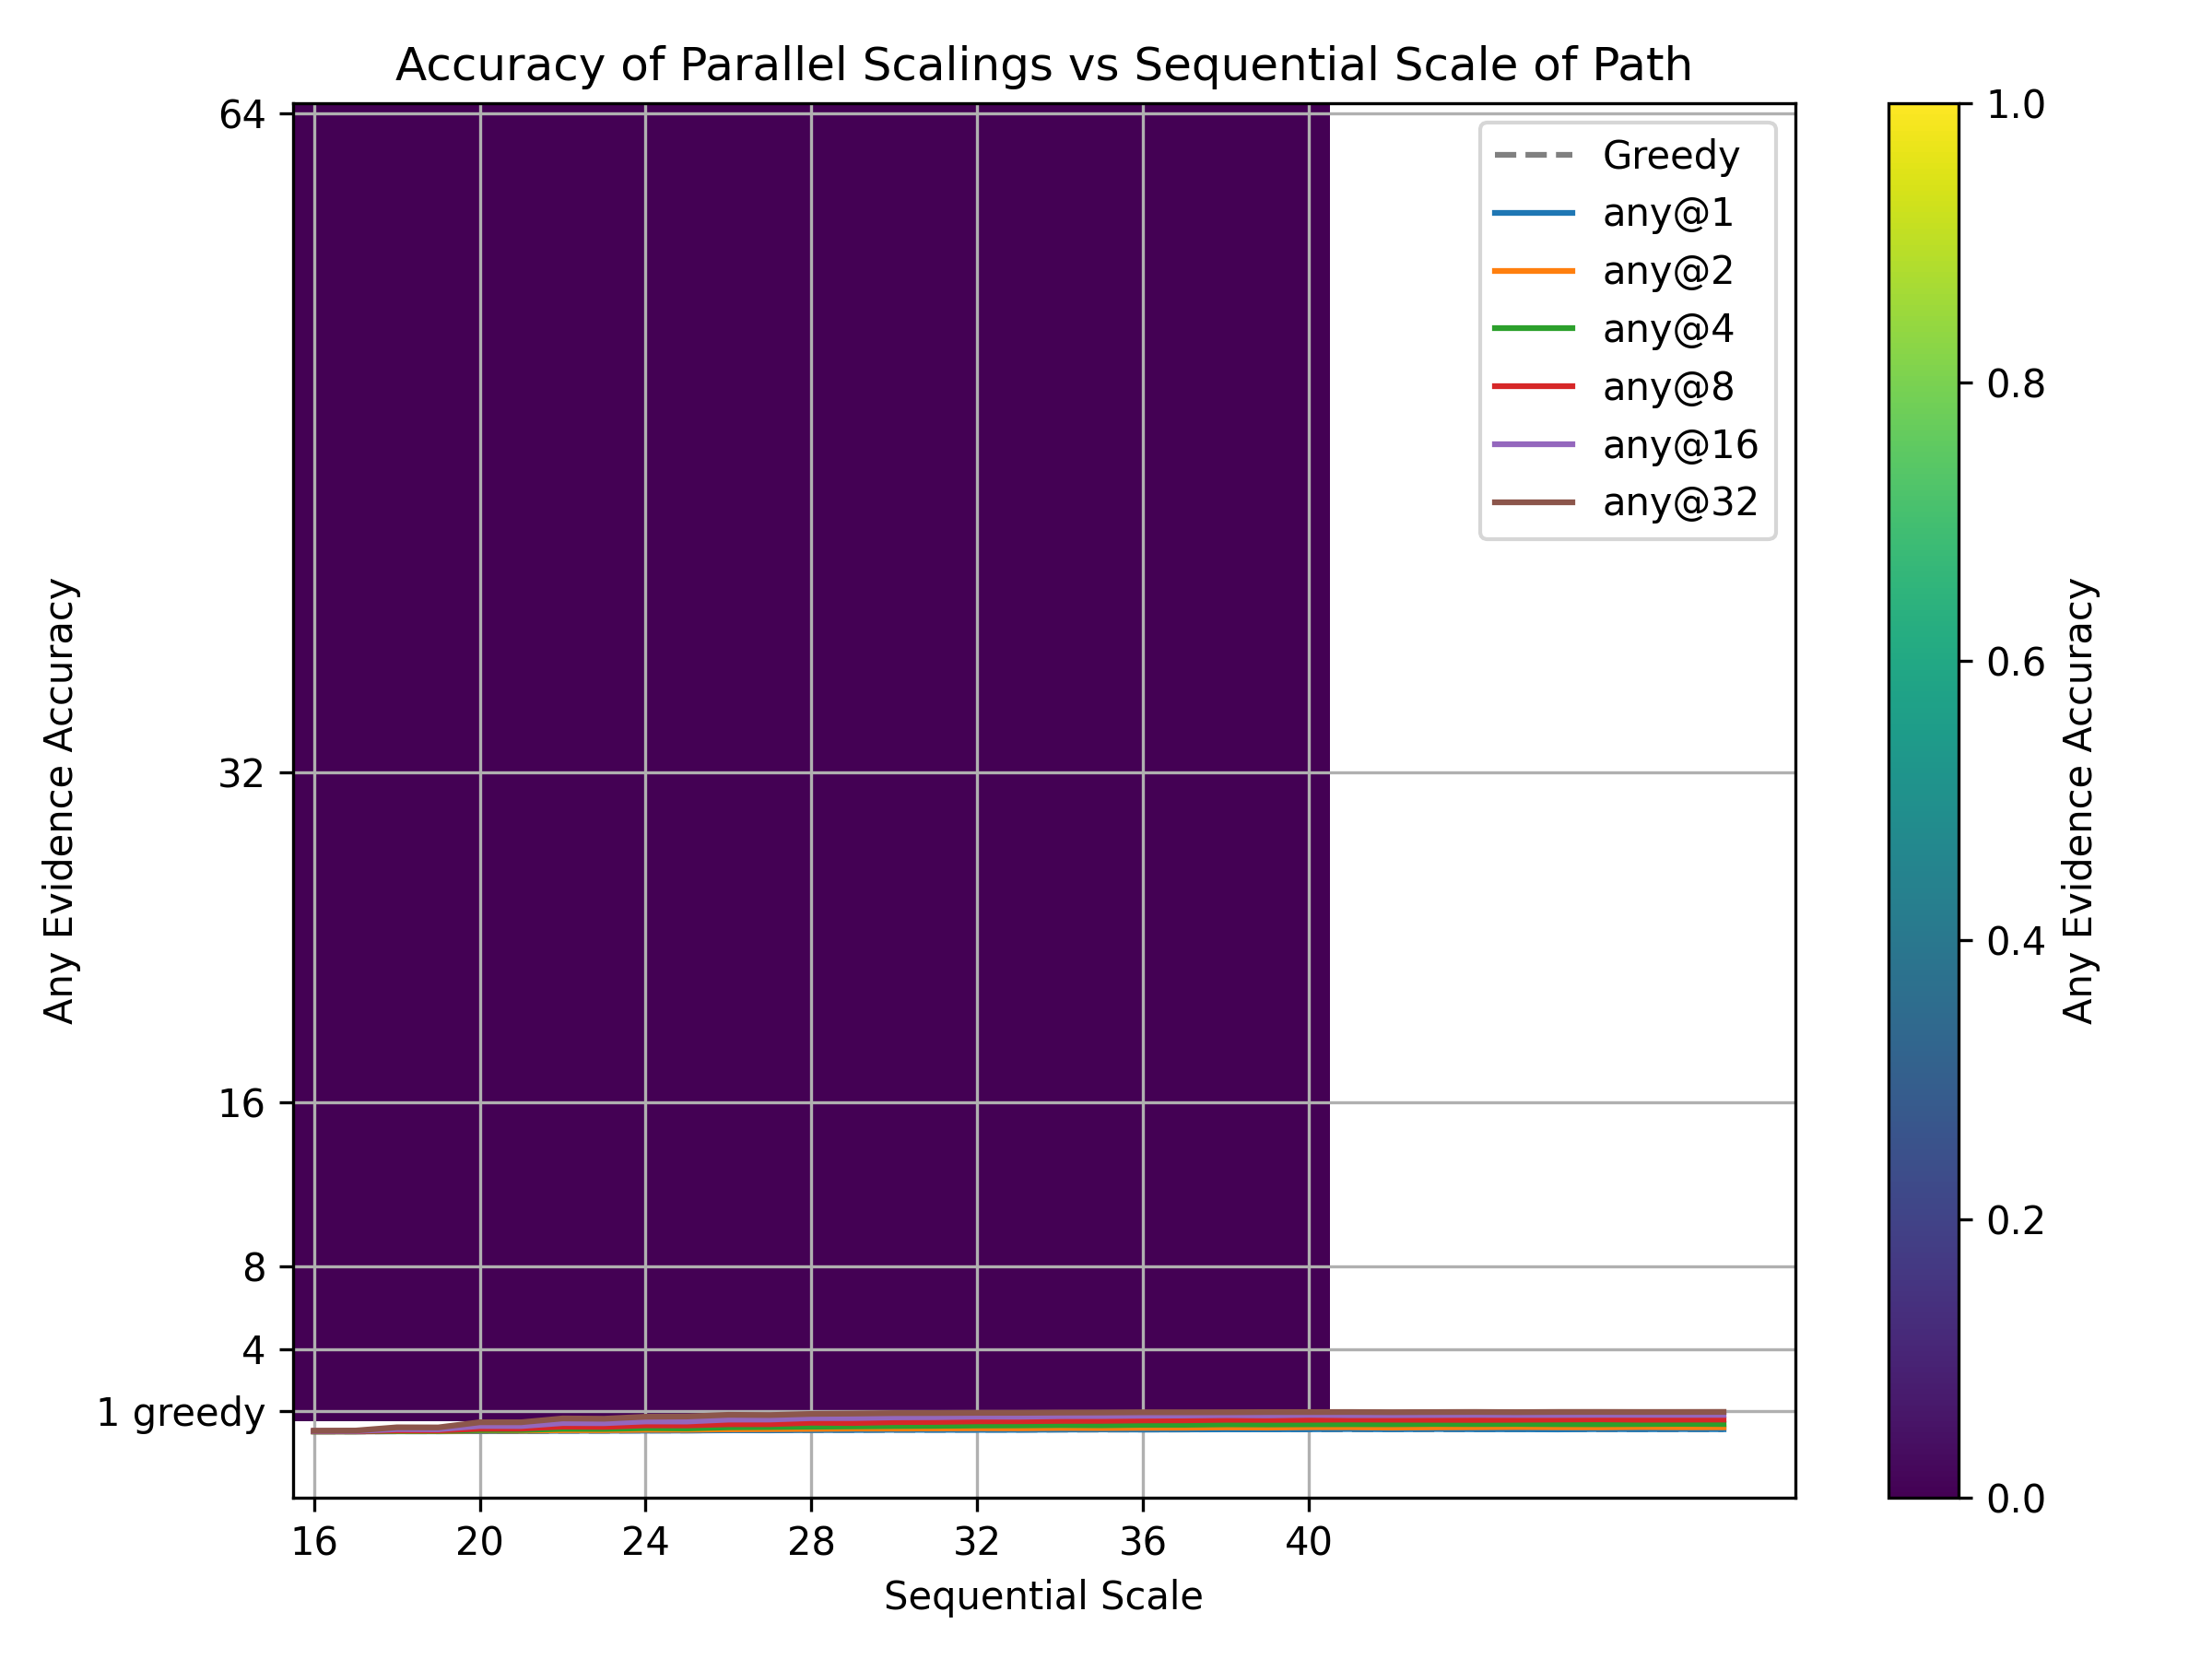 Accuracy of Parallel Scalings vs Sequential Scale of Path
64
32
16
8
4
1 greedy
Any Evidence Accuracy
16 20 24 28 32 36 40
Sequential Scale
Greedy
any@1
any@2
any@4
any@8
any@16
any@32
1.0
0.8
0.6
0.4
0.2
0.0
Any Evidence Accuracy